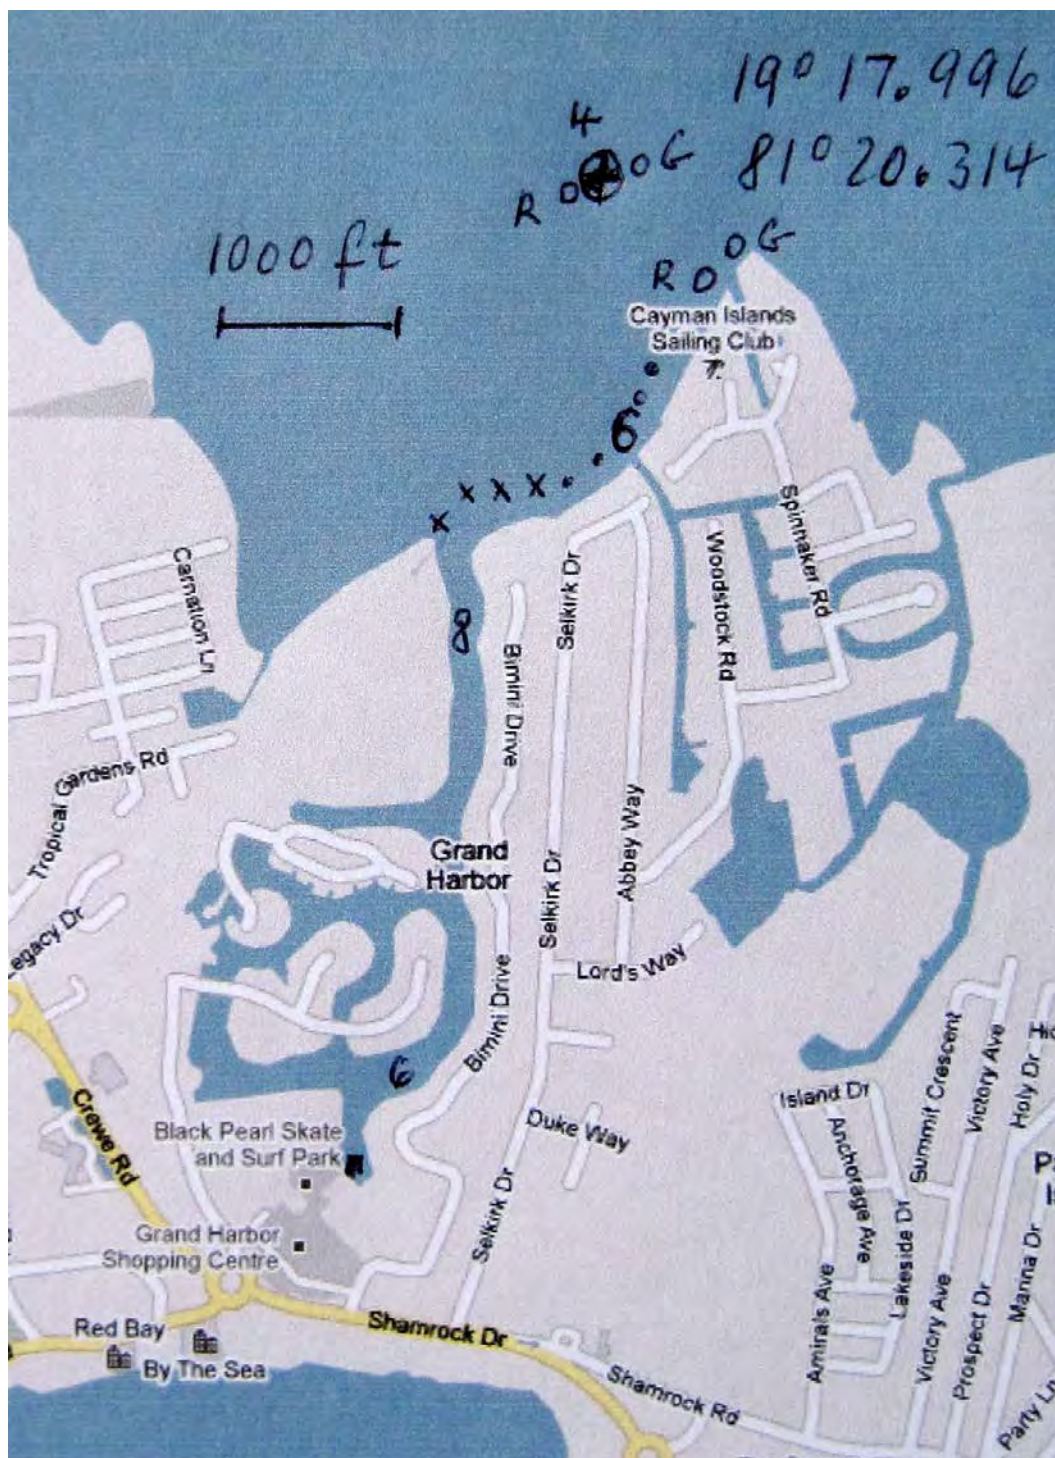 19° 17.996
4
81° 20.314
R
G
1000 ft
G
R
Cayman Islands
Sailing Club
6
x x x
x
8
Carnation Ln
Selkirk Dr
Bimini Drive
Woodstock Rd
Spinnaker Rd
Tropical Gardens Rd
Abbey Way
Grand
Harbor
Selkirk Dr
Legacy Dr
Lord's Way
Bimini Drive
6
Crewe Rd
Black Pearl Skate
and Surf Park
Duke Way
Selkirk Dr
Island Dr
Anchorage Ave
Summit Crescent
Victory Ave
Holy Dr
Grand Harbor
Shopping Centre
Lakeside Dr
Manna Dr
Amirals Ave
Victory Ave
Prospect Dr
Red Bay
By The Sea
Shamrock Dr
Shamrock Rd
Party Ln